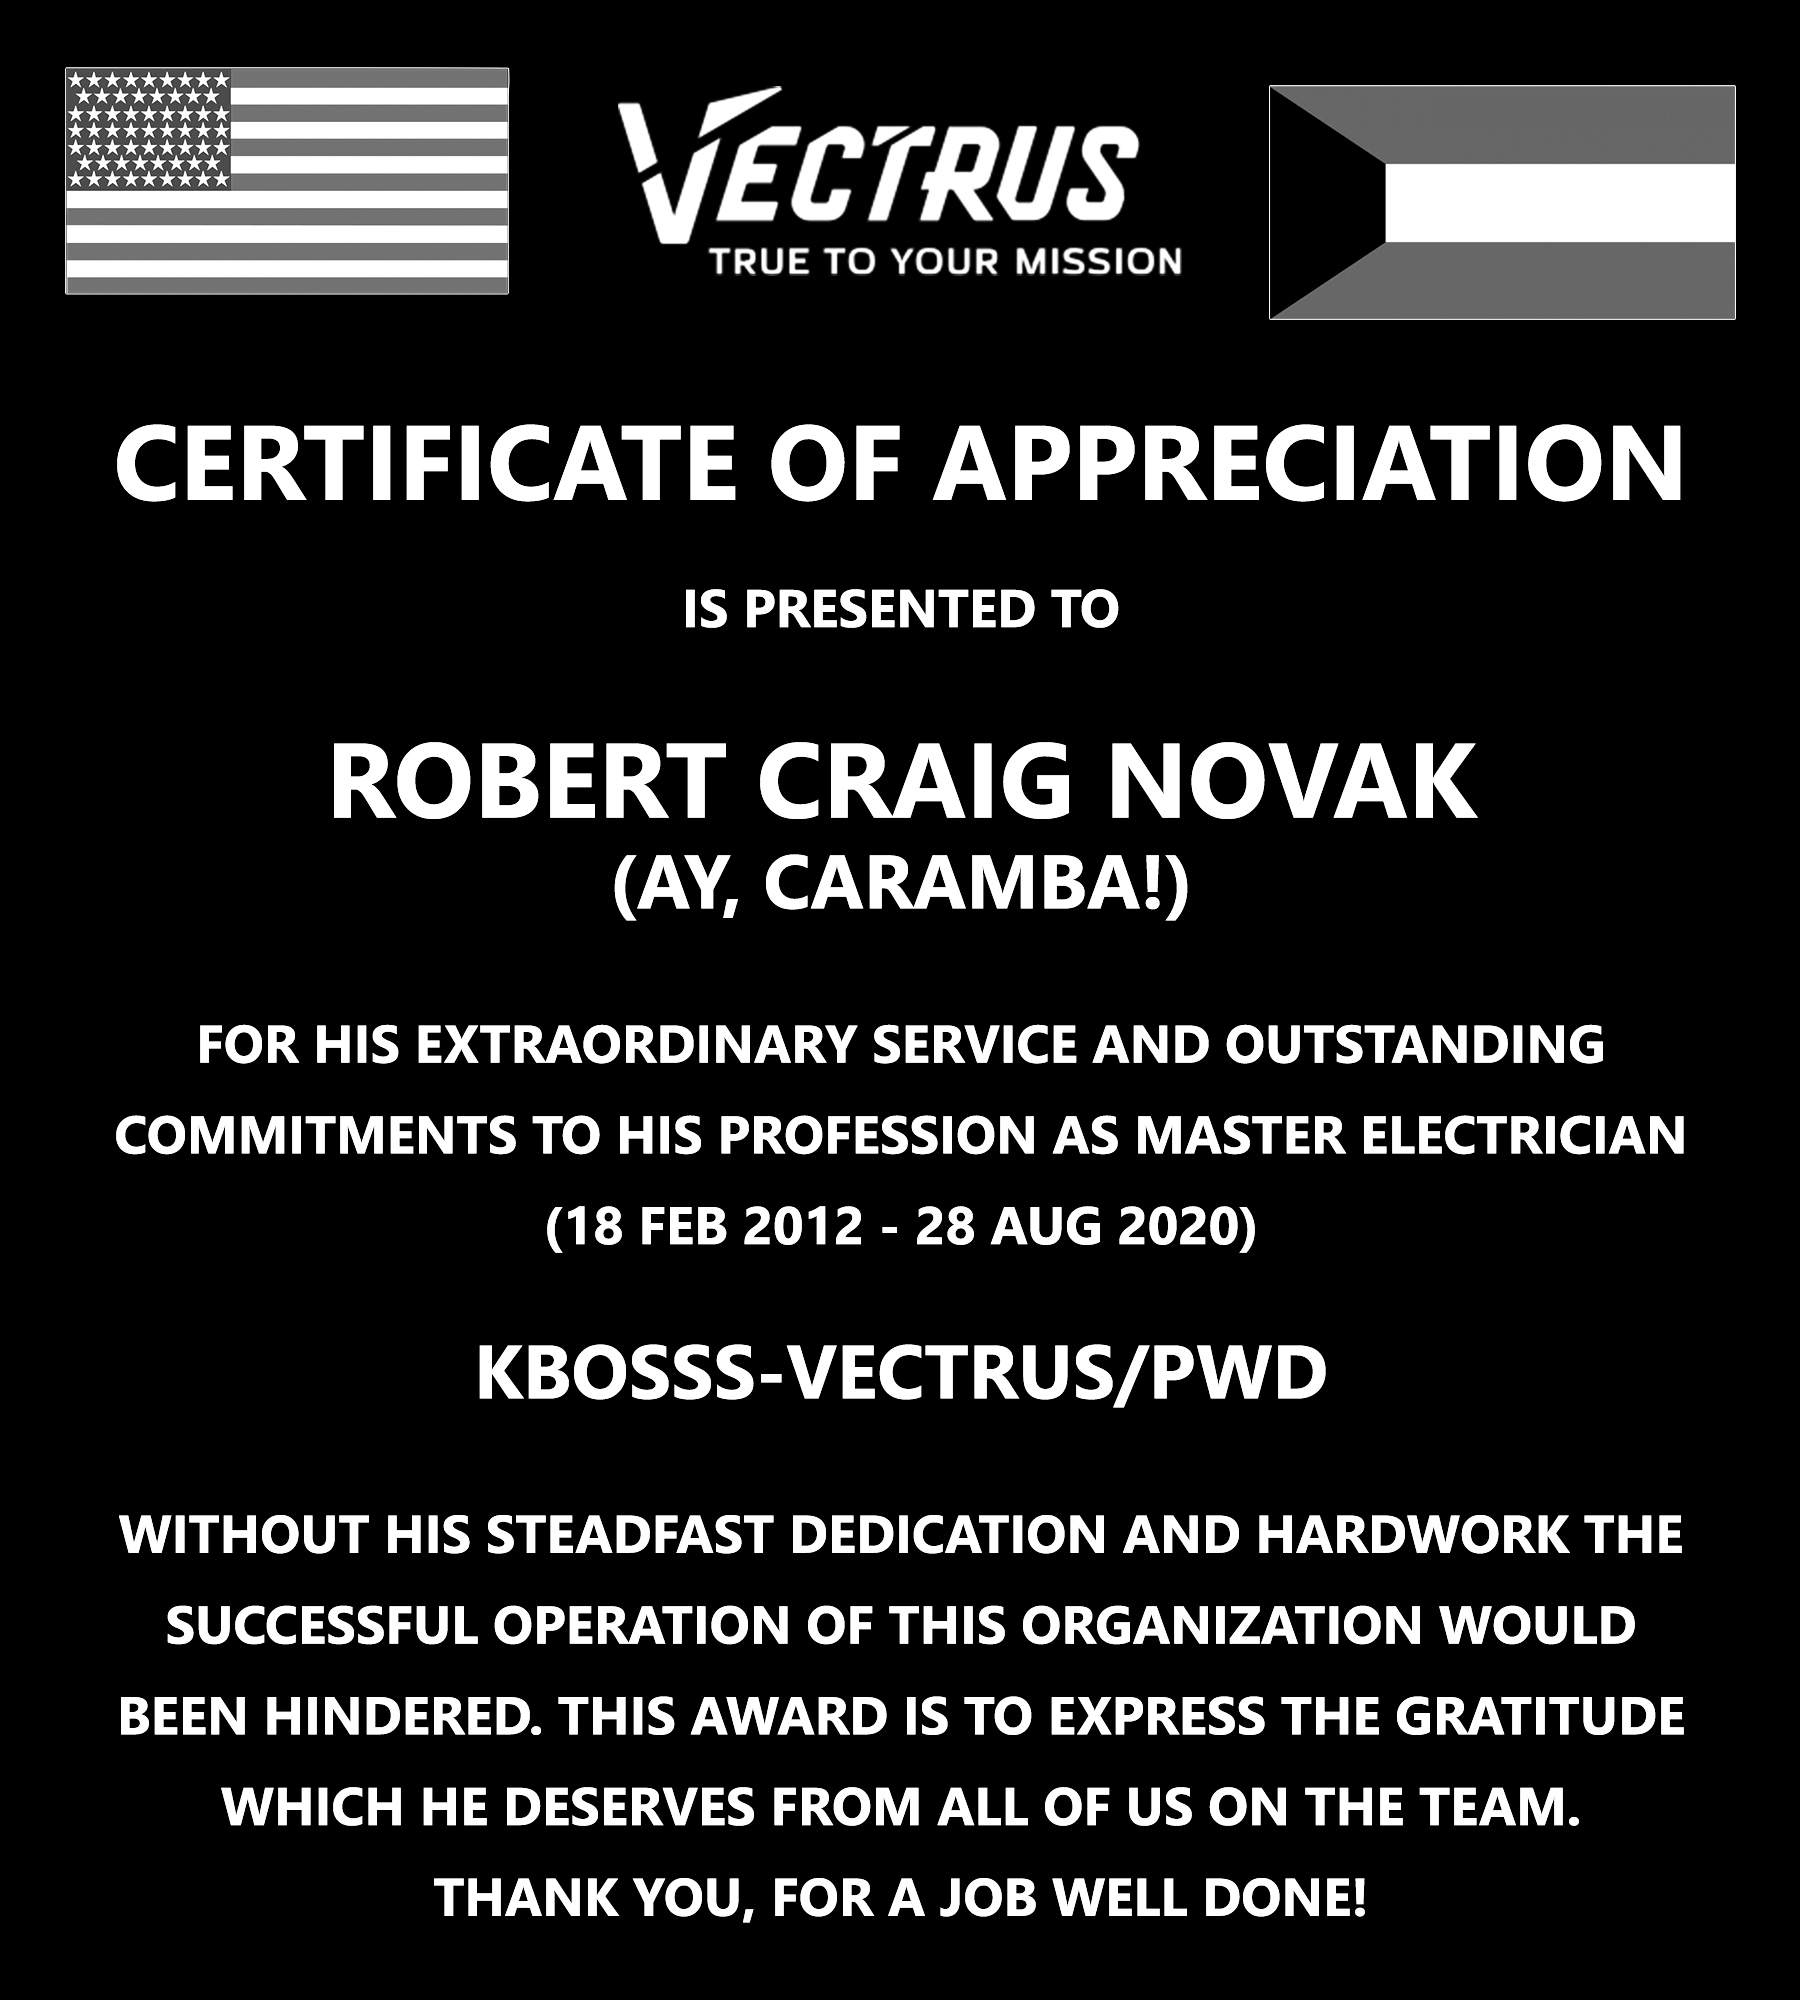 VECTRUS
TRUE TO YOUR MISSION
CERTIFICATE OF APPRECIATION
IS PRESENTED TO
ROBERT CRAIG NOVAK
(AY, CARAMBA!)
FOR HIS EXTRAORDINARY SERVICE AND OUTSTANDING
COMMITMENTS TO HIS PROFESSION AS MASTER ELECTRICIAN
(18 FEB 2012 - 28 AUG 2020)
KBOSSS-VECTRUS/PWD
WITHOUT HIS STEADFAST DEDICATION AND HARDWORK THE
SUCCESSFUL OPERATION OF THIS ORGANIZATION WOULD
BEEN HINDERED. THIS AWARD IS TO EXPRESS THE GRATITUDE
WHICH HE DESERVES FROM ALL OF US ON THE TEAM.
THANK YOU, FOR A JOB WELL DONE!